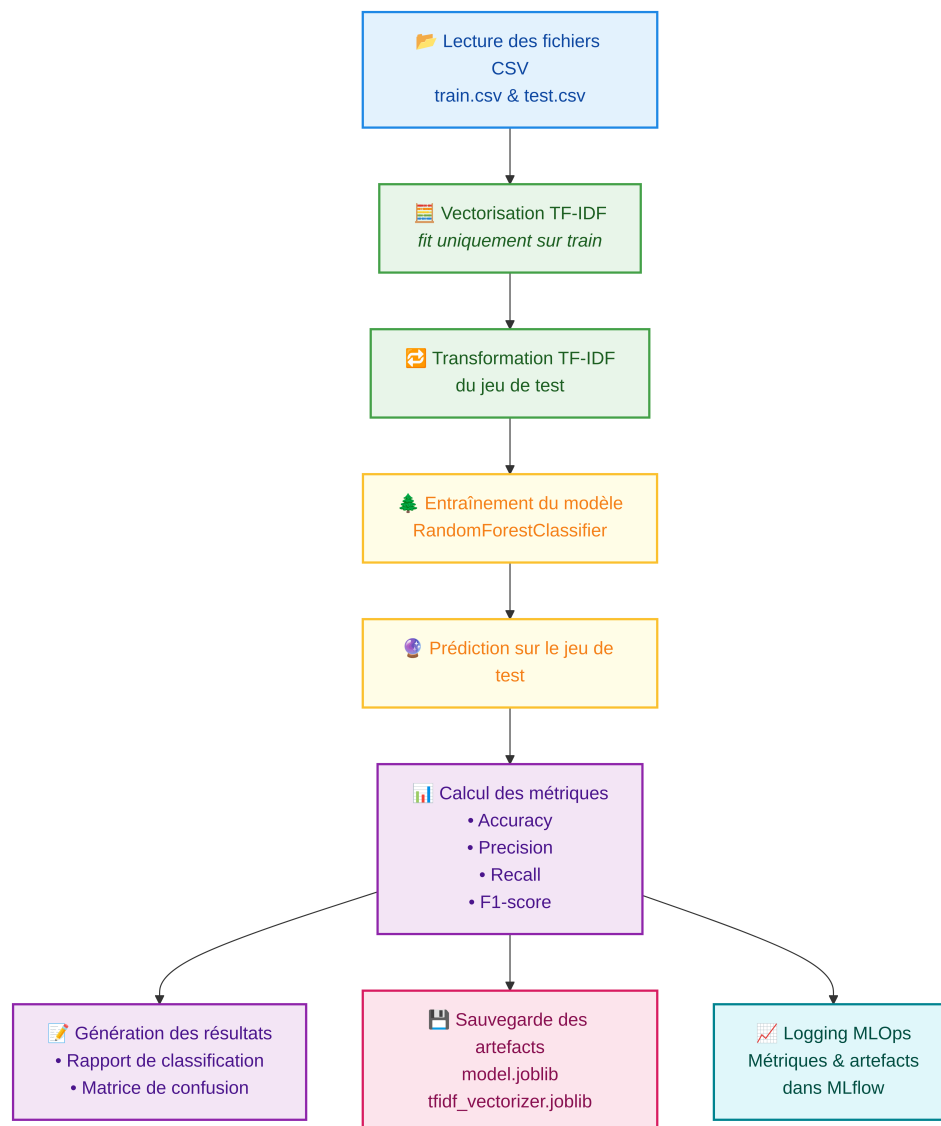 📂 Lecture des fichiers
CSV
train.csv & test.csv
🧮 Vectorisation TF-IDF
fit uniquement sur train
🔁 Transformation TF-IDF
du jeu de test
🌲 Entraînement du modèle
RandomForestClassifier
🔮 Prédiction sur le jeu de
test
📊 Calcul des métriques
• Accuracy
• Precision
• Recall
• F1-score
📝 Génération des résultats
• Rapport de classification
• Matrice de confusion
💾 Sauvegarde des
artefacts
model.joblib
tfidf_vectorizer.joblib
📈 Logging MLOps
Métriques & artefacts
dans MLflow